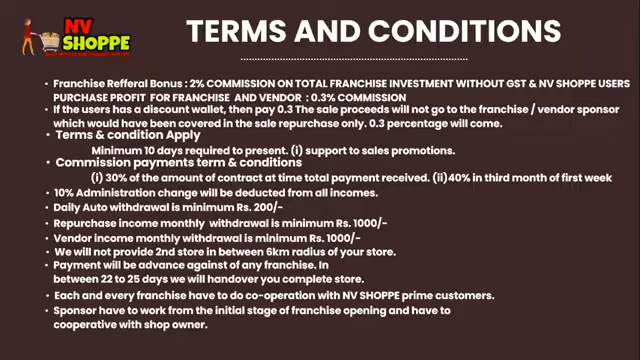 NV
SHOPPE
TERMS AND CONDITIONS
• Franchise Refferal Bonus : 2% COMMISSION ON TOTAL FRANCHISE INVESTMENT WITHOUT GST & NV SHOPPE USERS
PURCHASE PROFIT FOR FRANCHISE AND VENDOR : 0.3% COMMISSION
• If the users has a discount wallet, then pay 0.3 The sale proceeds will not go to the franchise / vendor sponsor
which would have been covered in the sale repurchase only. 0.3 percentage will come.
• Terms & condition Apply
Minimum 10 days required to present. (i) support to sales promotions.
• Commission payments term & conditions
(i) 30% of the amount of contract at time total payment received. (ii)40% in third month of first week
• 10% Administration change will be deducted from all incomes.
• Daily Auto withdrawal is minimum Rs. 200/-
• Repurchase income monthly withdrawal is minimum Rs. 1000/-
• Vendor income monthly withdrawal is minimum Rs. 1000/-
• We will not provide 2nd store in between 6km radius of your store.
• Payment will be advance against of any franchise. In
between 22 to 25 days we will handover you complete store.
• Each and every franchise have to do co-operation with NV SHOPPE prime customers.
• Sponsor have to work from the initial stage of franchise opening and have to
cooperative with shop owner.